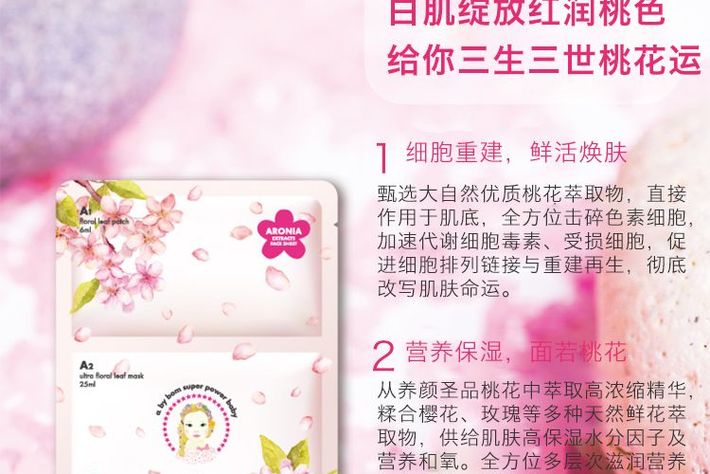 白肌绽放红润桃色
给你三生三世桃花运
1 细胞重建，鲜活焕肤
甄选大自然优质桃花萃取物，直接
作用于肌底，全方位击碎色素细胞，
加速代谢细胞毒素、受损细胞，促
进细胞排列链接与重建再生，彻底
改写肌肤命运。
2 营养保湿，面若桃花
从养颜圣品桃花中萃取高浓缩精华，
糅合樱花、玫瑰等多种天然鲜花萃
取物，供给肌肤高保湿水分因子及
营养和氧。全方位多层次滋润营养
A1
floral leaf patch
6ml
ARONIA
EXTRACTS
FACE SHEET
A2
ultra floral leaf mask
25ml
a. by bom super power baby